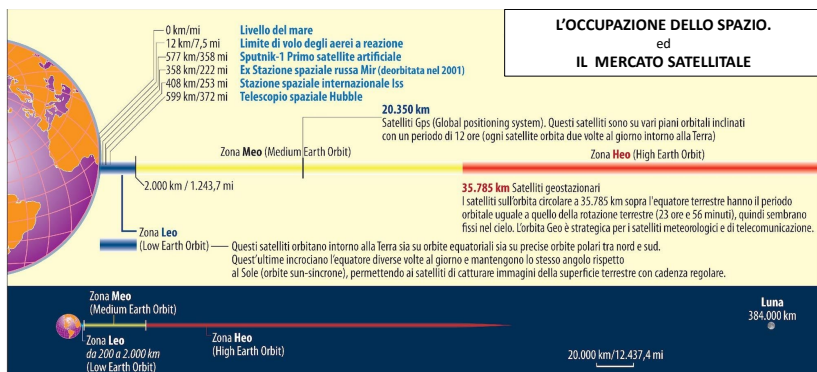 L'OCCUPAZIONE DELLO SPAZIO.
ed
IL MERCATO SATELLITALE
0 km/mi Livello del mare
12 km/7,5 mi Limite di volo degli aerei a reazione
577 km/358 mi Sputnik-1 Primo satellite artificiale
358 km/222 mi Ex Stazione spaziale russa Mir (deorbitata nel 2001)
408 km/253 mi Stazione spaziale internazionale Iss
599 km/372 mi Telescopio spaziale Hubble
20.350 km
Satelliti Gps (Global positioning system). Questi satelliti sono su vari piani orbitali inclinati
con un periodo di 12 ore (ogni satellite orbita due volte al giorno intorno alla Terra)
Zona Meo (Medium Earth Orbit)
Zona Heo (High Earth Orbit)
2.000 km / 1.243,7 mi
35.785 km Satelliti geostazionari
I satelliti sull'orbita circolare a 35.785 km sopra l'equatore terrestre hanno il periodo
orbitale uguale a quello della rotazione terrestre (23 ore e 56 minuti), quindi sembrano
fissi nel cielo. L'orbita Geo è strategica per i satelliti meteorologici e di telecomunicazione.
Zona Leo
(Low Earth Orbit)
Questi satelliti orbitano intorno alla Terra sia su orbite equatoriali sia su precise orbite polari tra nord e sud.
Quest'ultime incrociano l'equatore diverse volte al giorno e mantengono lo stesso angolo rispetto
al Sole (orbite sun-sincrone), permettendo ai satelliti di catturare immagini della superficie terrestre con cadenza regolare.
Zona Meo
(Medium Earth Orbit)
Luna
384.000 km
Zona Leo
da 200 a 2.000 km
(Low Earth Orbit)
Zona Heo
(High Earth Orbit)
20.000 km/12.437,4 mi